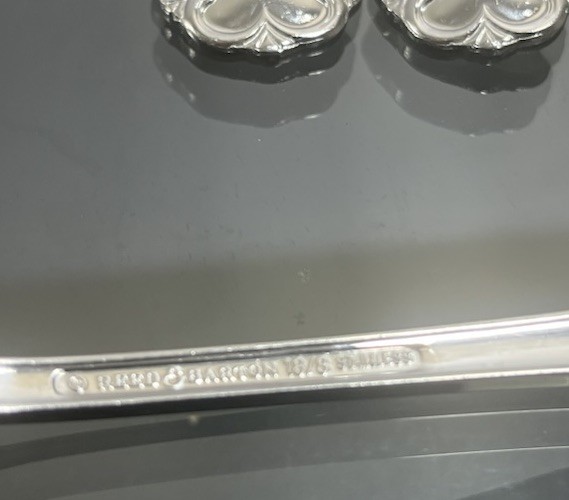 REED & BARTON 18/8 STAINLESS